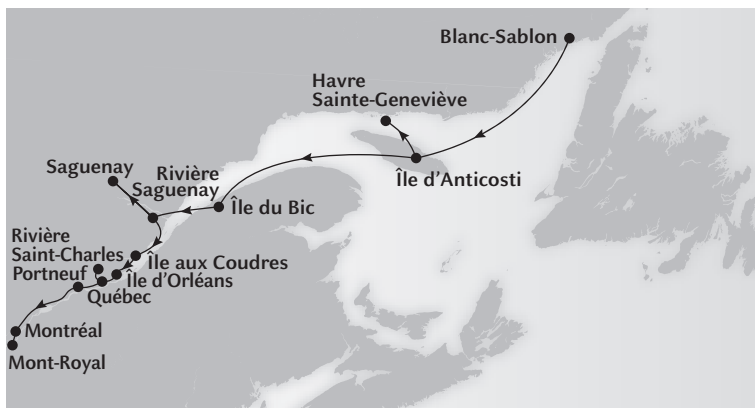 Blanc-Sablon
Havre
Sainte-Geneviève
Île d'Anticosti
Saguenay
Rivière
Saguenay
Île du Bic
Rivière
Saint-Charles
Île aux Coudres
Portneuf
Île d'Orléans
Québec
Montréal
Mont-Royal